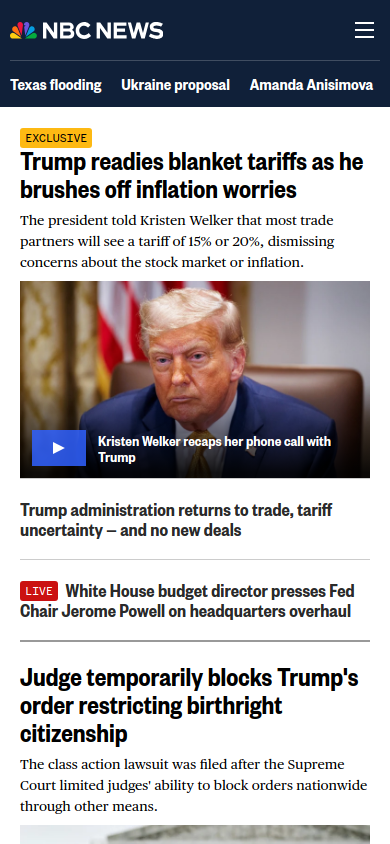 NBC NEWS
Texas flooding Ukraine proposal Amanda Anisimova
EXCLUSIVE
Trump readies blanket tariffs as he
brushes off inflation worries
The president told Kristen Welker that most trade
partners will see a tariff of 15% or 20%, dismissing
concerns about the stock market or inflation.
Kristen Welker recaps her phone call with
Trump
Trump administration returns to trade, tariff
uncertainty — and no new deals
LIVE White House budget director presses Fed
Chair Jerome Powell on headquarters overhaul
Judge temporarily blocks Trump's
order restricting birthright
citizenship
The class action lawsuit was filed after the Supreme
Court limited judges' ability to block orders nationwide
through other means.